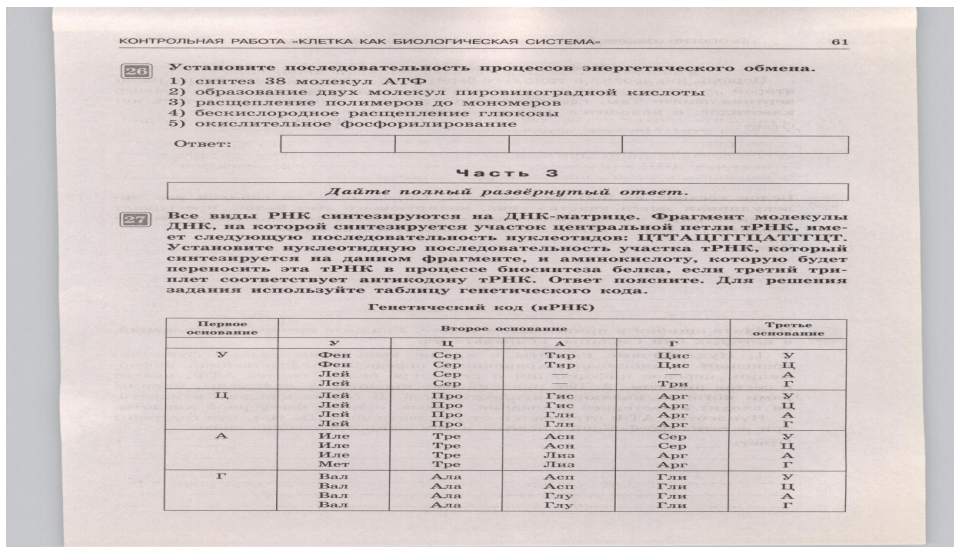 КОНТРОЛЬНАЯ РАБОТА «КЛЕТКА КАК БИОЛОГИЧЕСКАЯ СИСТЕМА» 61
26 Установите последовательность процессов энергетического обмена.
1) синтез 38 молекул АТФ
2) образование двух молекул пировиноградной кислоты
3) расщепление полимеров до мономеров
4) бескислородное расщепление глюкозы
5) окислительное фосфорилирование
Ответ:
Часть 3
Дайте полный развёрнутый ответ.
27 Все виды РНК синтезируются на ДНК-матрице. Фрагмент молекулы
ДНК, на которой синтезируется участок центральной петли тРНК, име-
ет следующую последовательность нуклеотидов: ЦТТАЦГГГЦАТГГЦТ.
Установите нуклеотидную последовательность участка тРНК, который
синтезируется на данном фрагменте, и аминокислоту, которую будет
переносить эта тРНК в процессе биосинтеза белка, если третий три-
плет соответствует антикодону тРНК. Ответ поясните. Для решения
задания используйте таблицу генетического кода.
Генетический код (иРНК)
Первое основание Второе основание Третье основание
У Ц А Г
У Фен Сер Тир Цис У
Фен Сер Тир Цис Ц
Лей Сер — — А
Лей Сер — Три Г
Ц Лей Про Гис Арг У
Лей Про Гис Арг Ц
Лей Про Глн Арг А
Лей Про Глн Арг Г
А Иле Тре Асн Сер У
Иле Тре Асн Сер Ц
Иле Тре Лиз Арг А
Мет Тре Лиз Арг Г
Г Вал Ала Асп Гли У
Вал Ала Асп Гли Ц
Вал Ала Глу Гли А
Вал Ала Глу Гли Г